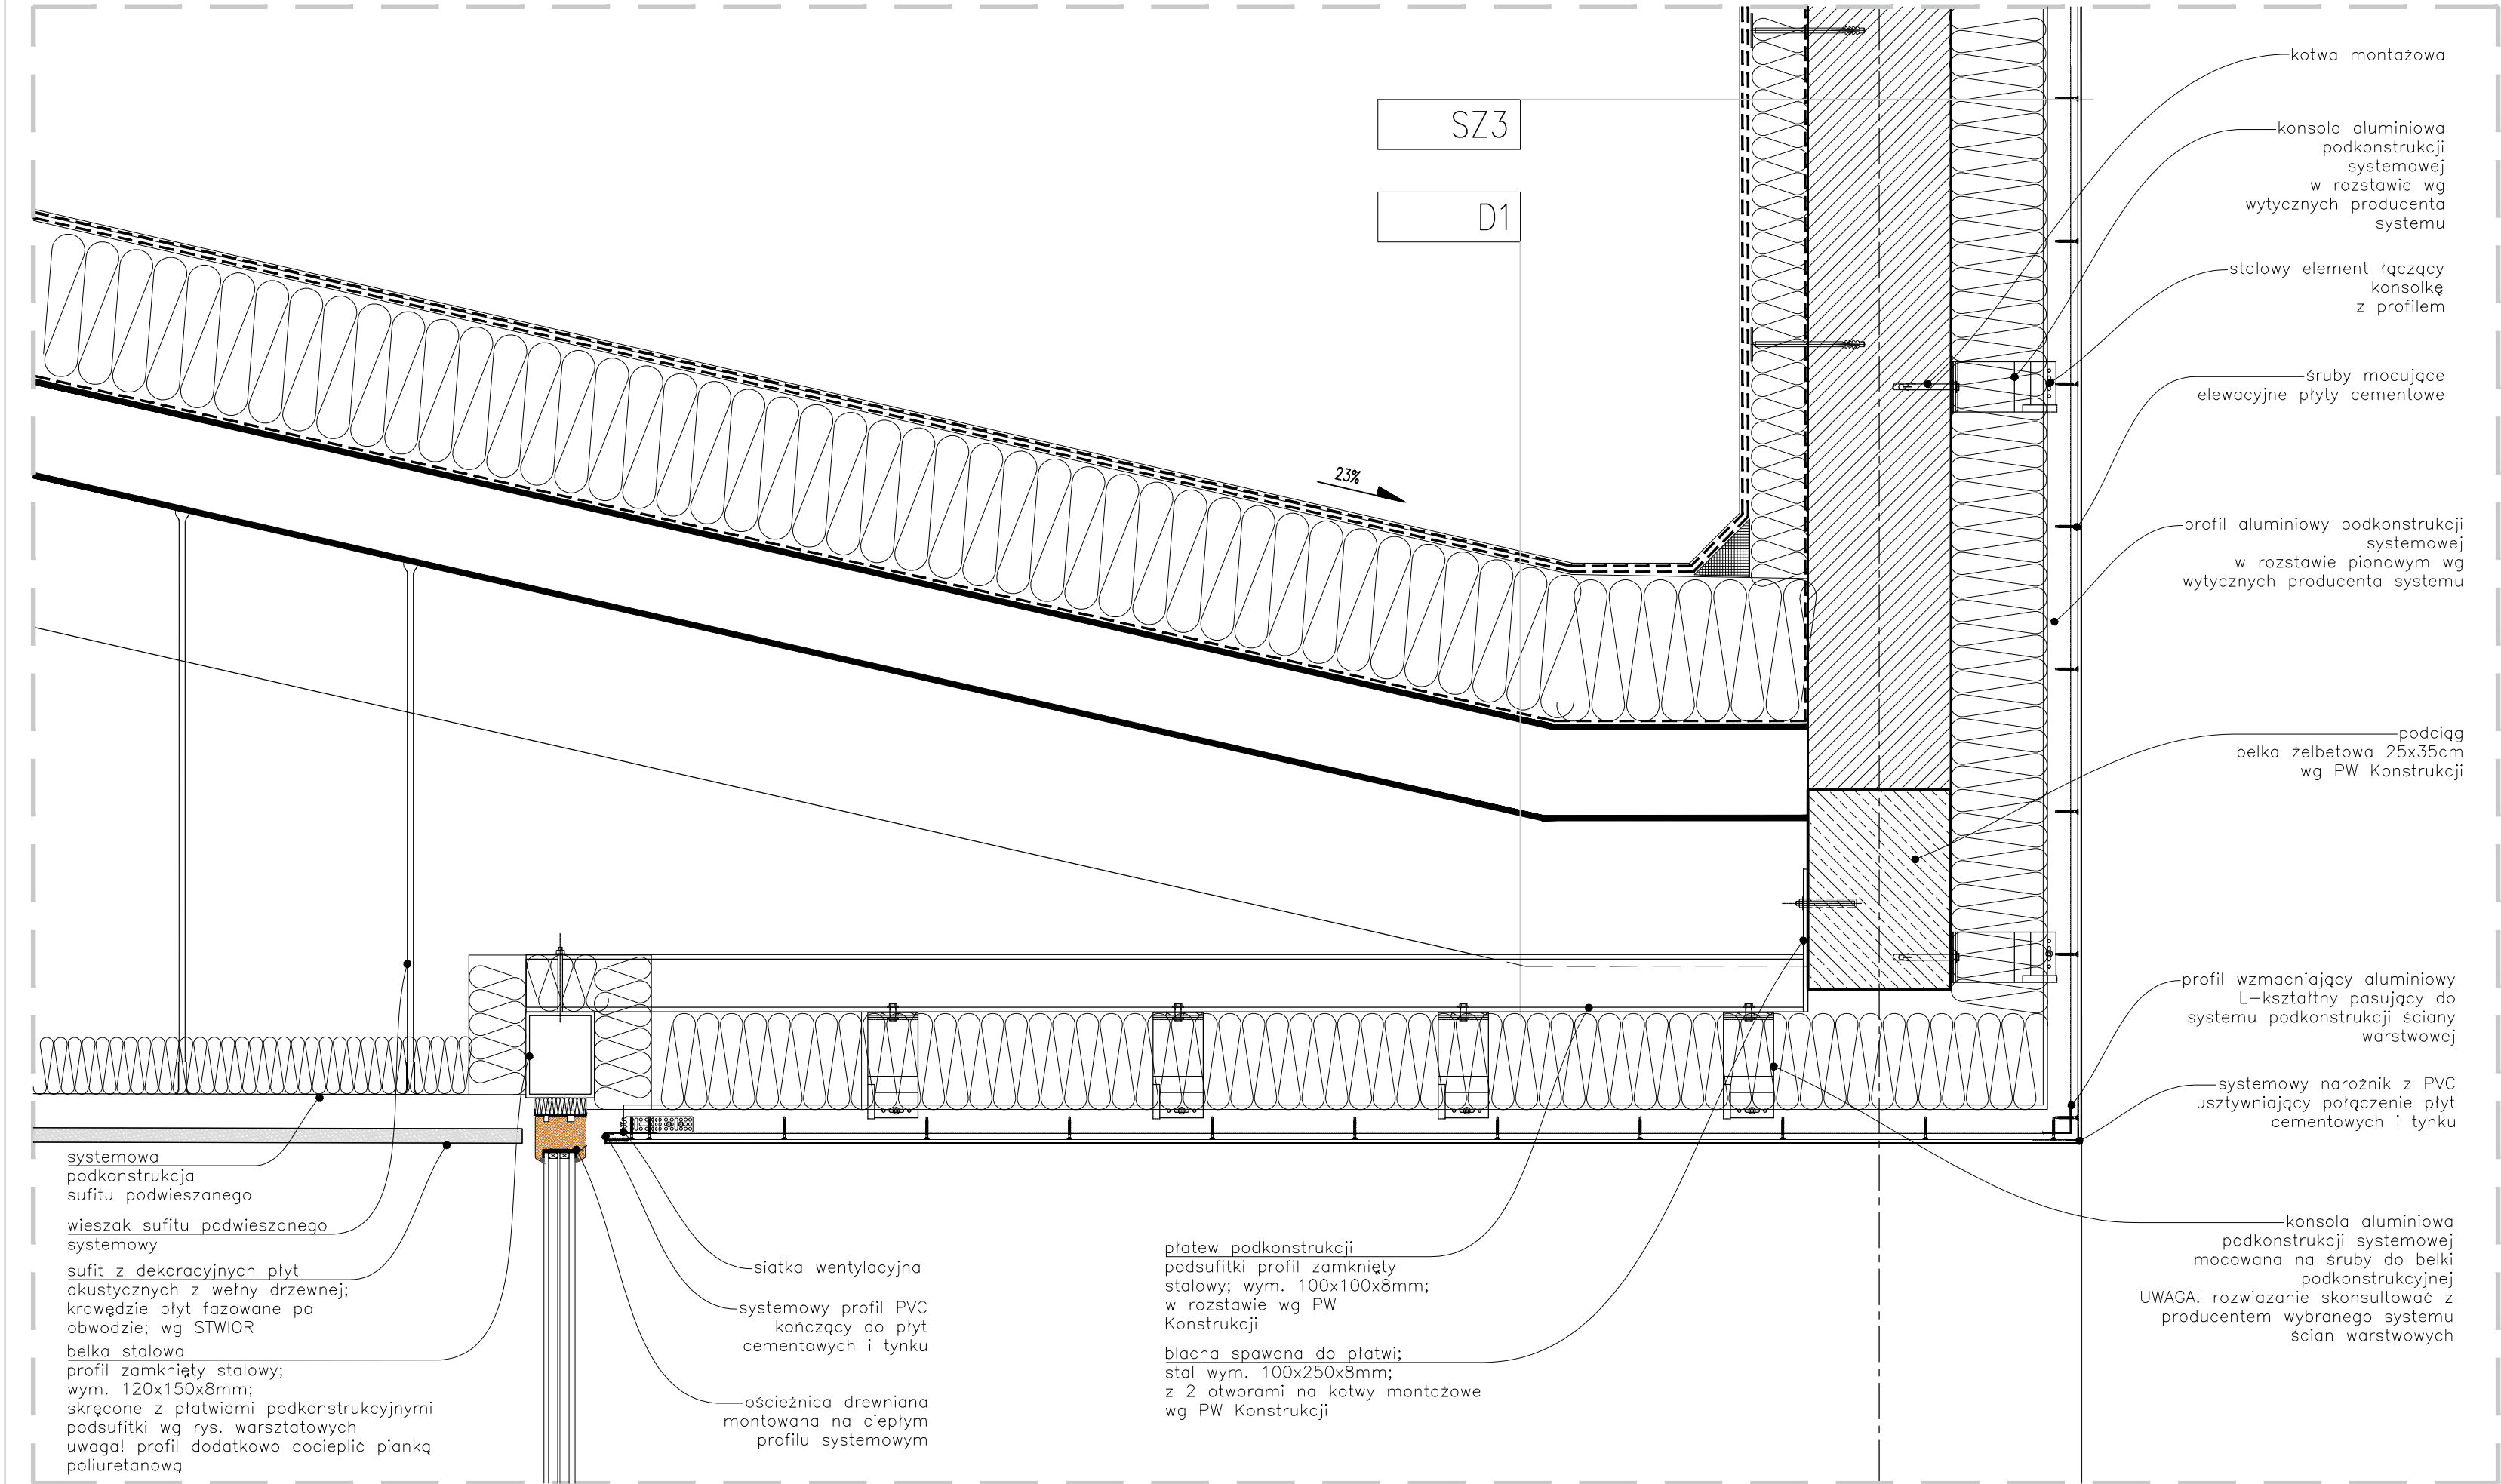 SZ3
D1
23%
kotwa montażowa
konsola aluminiowa
podkonstrukcji
systemowej
w rozstawie wg
wytycznych producenta
systemu
stalowy element łączący
konsolkę
z profilem
śruby mocujące
elewacyjne płyty cementowe
profil aluminiowy podkonstrukcji
systemowej
w rozstawie pionowym wg
wytycznych producenta systemu
podciąg
belka żelbetowa 25x35cm
wg PW Konstrukcji
profil wzmacniający aluminiowy
L-kształtny pasujący do
systemu podkonstrukcji ściany
warstwowej
systemowy narożnik z PVC
usztywniający połączenie płyt
cementowych i tynku
konsola aluminiowa
podkonstrukcji systemowej
mocowana na śruby do belki
podkonstrukcyjnej
UWAGA! rozwiazanie skonsultować z
producentem wybranego systemu
ścian warstwowych
systemowa
podkonstrukcja
sufitu podwieszanego
wieszak sufitu podwieszanego
systemowy
sufit z dekoracyjnych płyt
akustycznych z wełny drzewnej;
krawędzie płyt fazowane po
obwodzie; wg STWIOR
belka stalowa
profil zamknięty stalowy;
wym. 120x150x8mm;
skręcone z płatwiami podkonstrukcyjnymi
podsufitki wg rys. warsztatowych
uwaga! profil dodatkowo docieplić pianką
poliuretanową
siatka wentylacyjna
systemowy profil PVC
kończący do płyt
cementowych i tynku
ościeżnica drewniana
montowana na ciepłym
profilu systemowym
płatew podkonstrukcji
podsufitki profil zamknięty
stalowy; wym. 100x100x8mm;
w rozstawie wg PW
Konstrukcji
blacha spawana do płatwi;
stal wym. 100x250x8mm;
z 2 otworami na kotwy montażowe
wg PW Konstrukcji